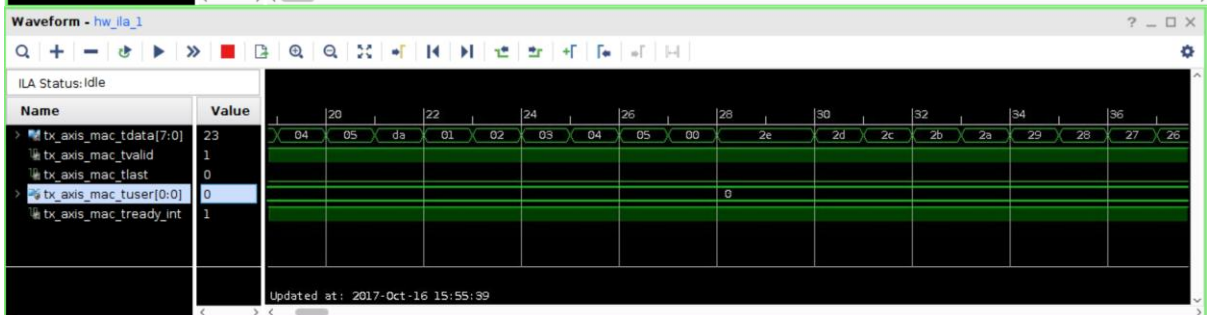 Waveform - hw_ila_1
ILA Status: Idle
Name Value
20 22 24 26 28 30 32 34 36
tx_axis_mac_tdata[7:0] 23 04 05 da 01 02 03 04 05 00 2e 2d 2c 2b 2a 29 28 27 26
tx_axis_mac_tvalid 1
tx_axis_mac_tlast 0
tx_axis_mac_tuser[0:0] 0 0
tx_axis_mac_tready_int 1
Updated at: 2017-Oct-16 15:55:39